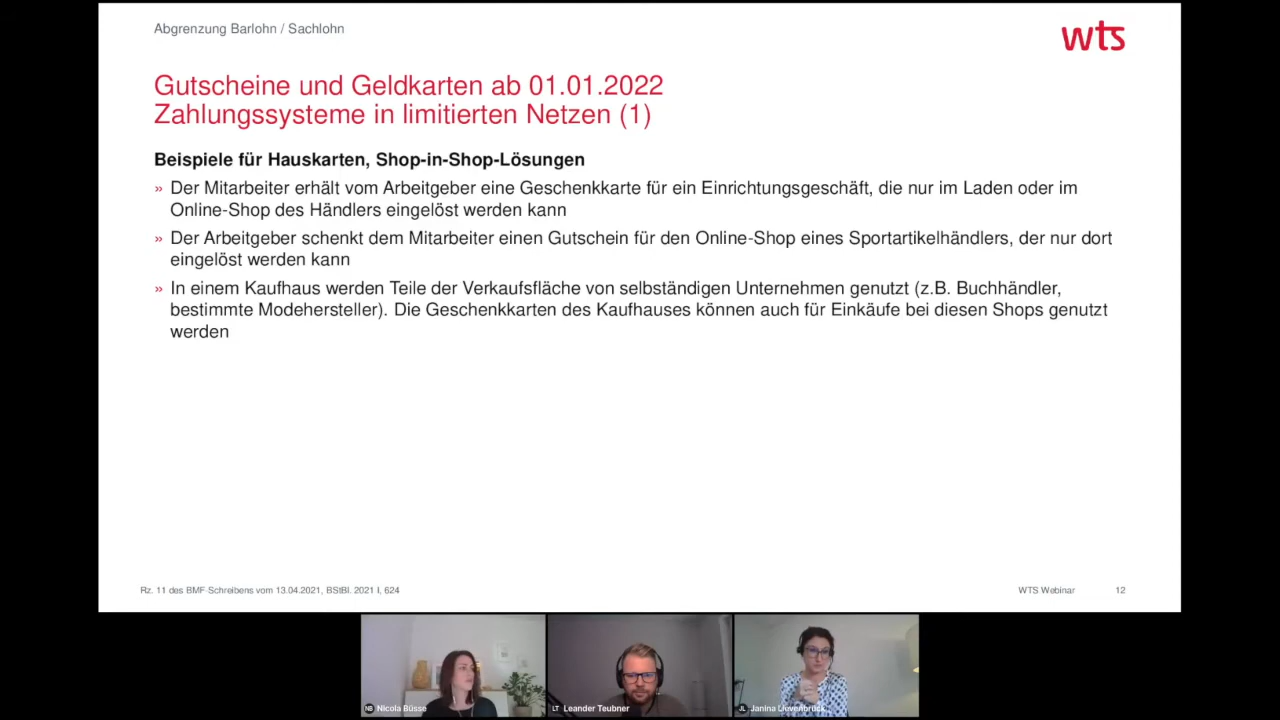 Abgrenzung Barlohn / Sachlohn
wts
Gutscheine und Geldkarten ab 01.01.2022
Zahlungssysteme in limitierten Netzen (1)
Beispiele für Hauskarten, Shop-in-Shop-Lösungen
» Der Mitarbeiter erhält vom Arbeitgeber eine Geschenkkarte für ein Einrichtungsgeschäft, die nur im Laden oder im
Online-Shop des Händlers eingelöst werden kann
» Der Arbeitgeber schenkt dem Mitarbeiter einen Gutschein für den Online-Shop eines Sportartikelhändlers, der nur dort
eingelöst werden kann
» In einem Kaufhaus werden Teile der Verkaufsfläche von selbständigen Unternehmen genutzt (z.B. Buchhändler,
bestimmte Modehersteller). Die Geschenkkarten des Kaufhauses können auch für Einkäufe bei diesen Shops genutzt
werden
Rz. 11 des BMF-Schreibens vom 13.04.2021, BStBl. 2021 I, 624
WTS Webinar 12
NB Nicola Büsse
LT Leander Teubner
JL Janina Lievenbrück